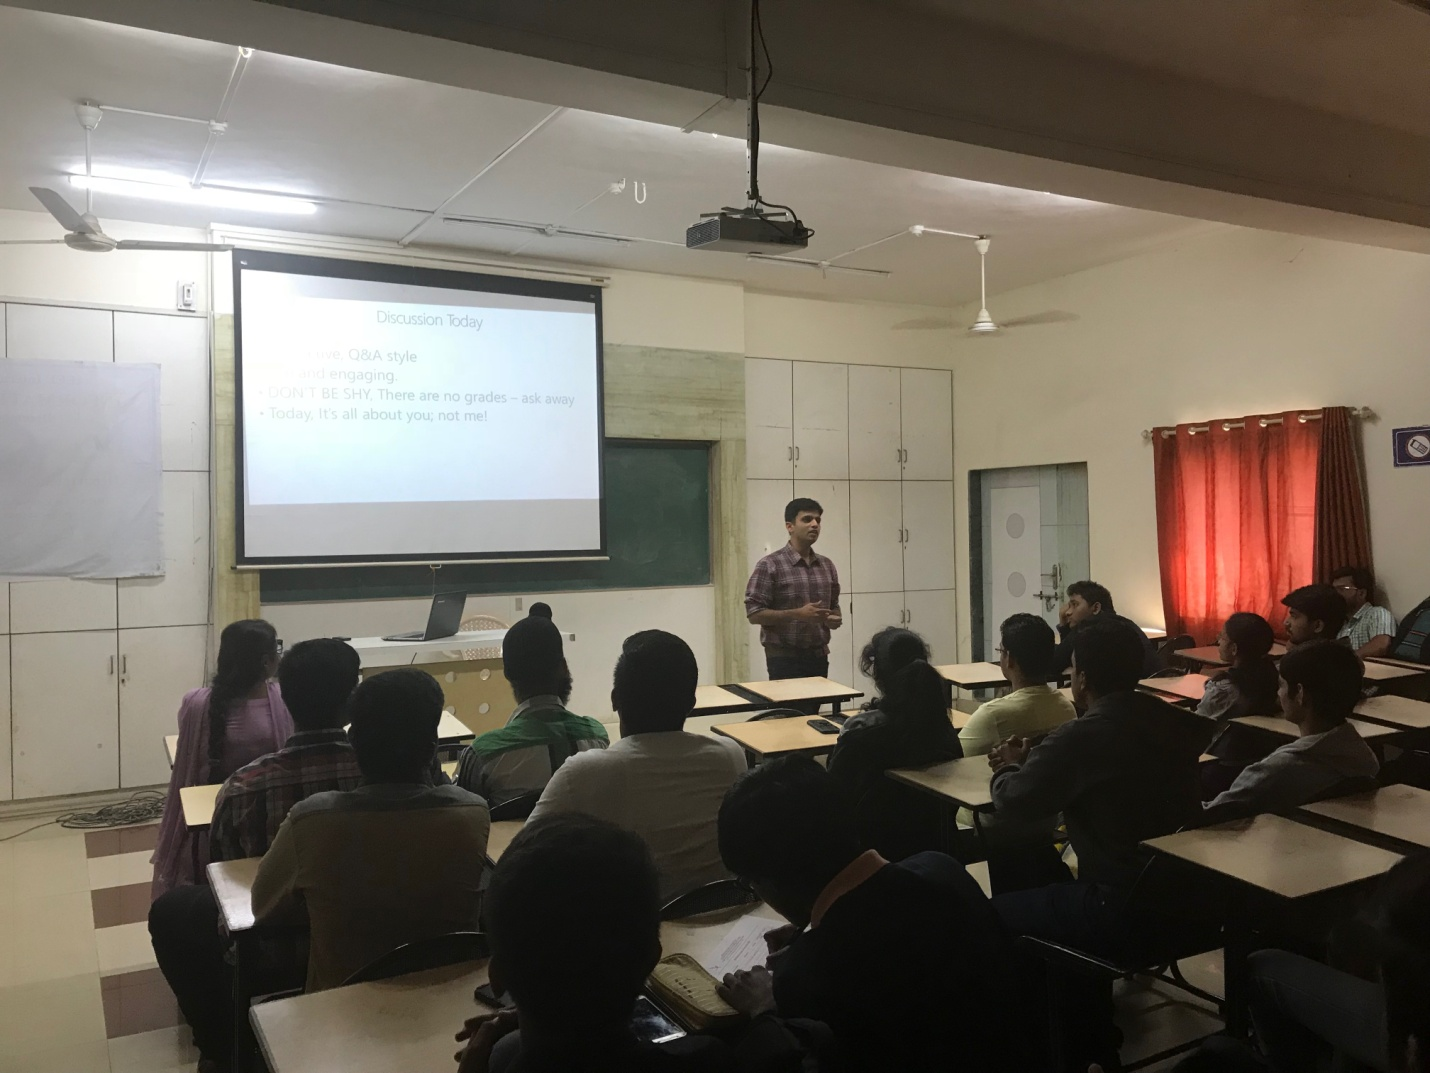 Discussion Today
Q&A style
and engaging.
• DON'T BE SHY, There are no grades – ask away
• Today, It's all about you; not me!